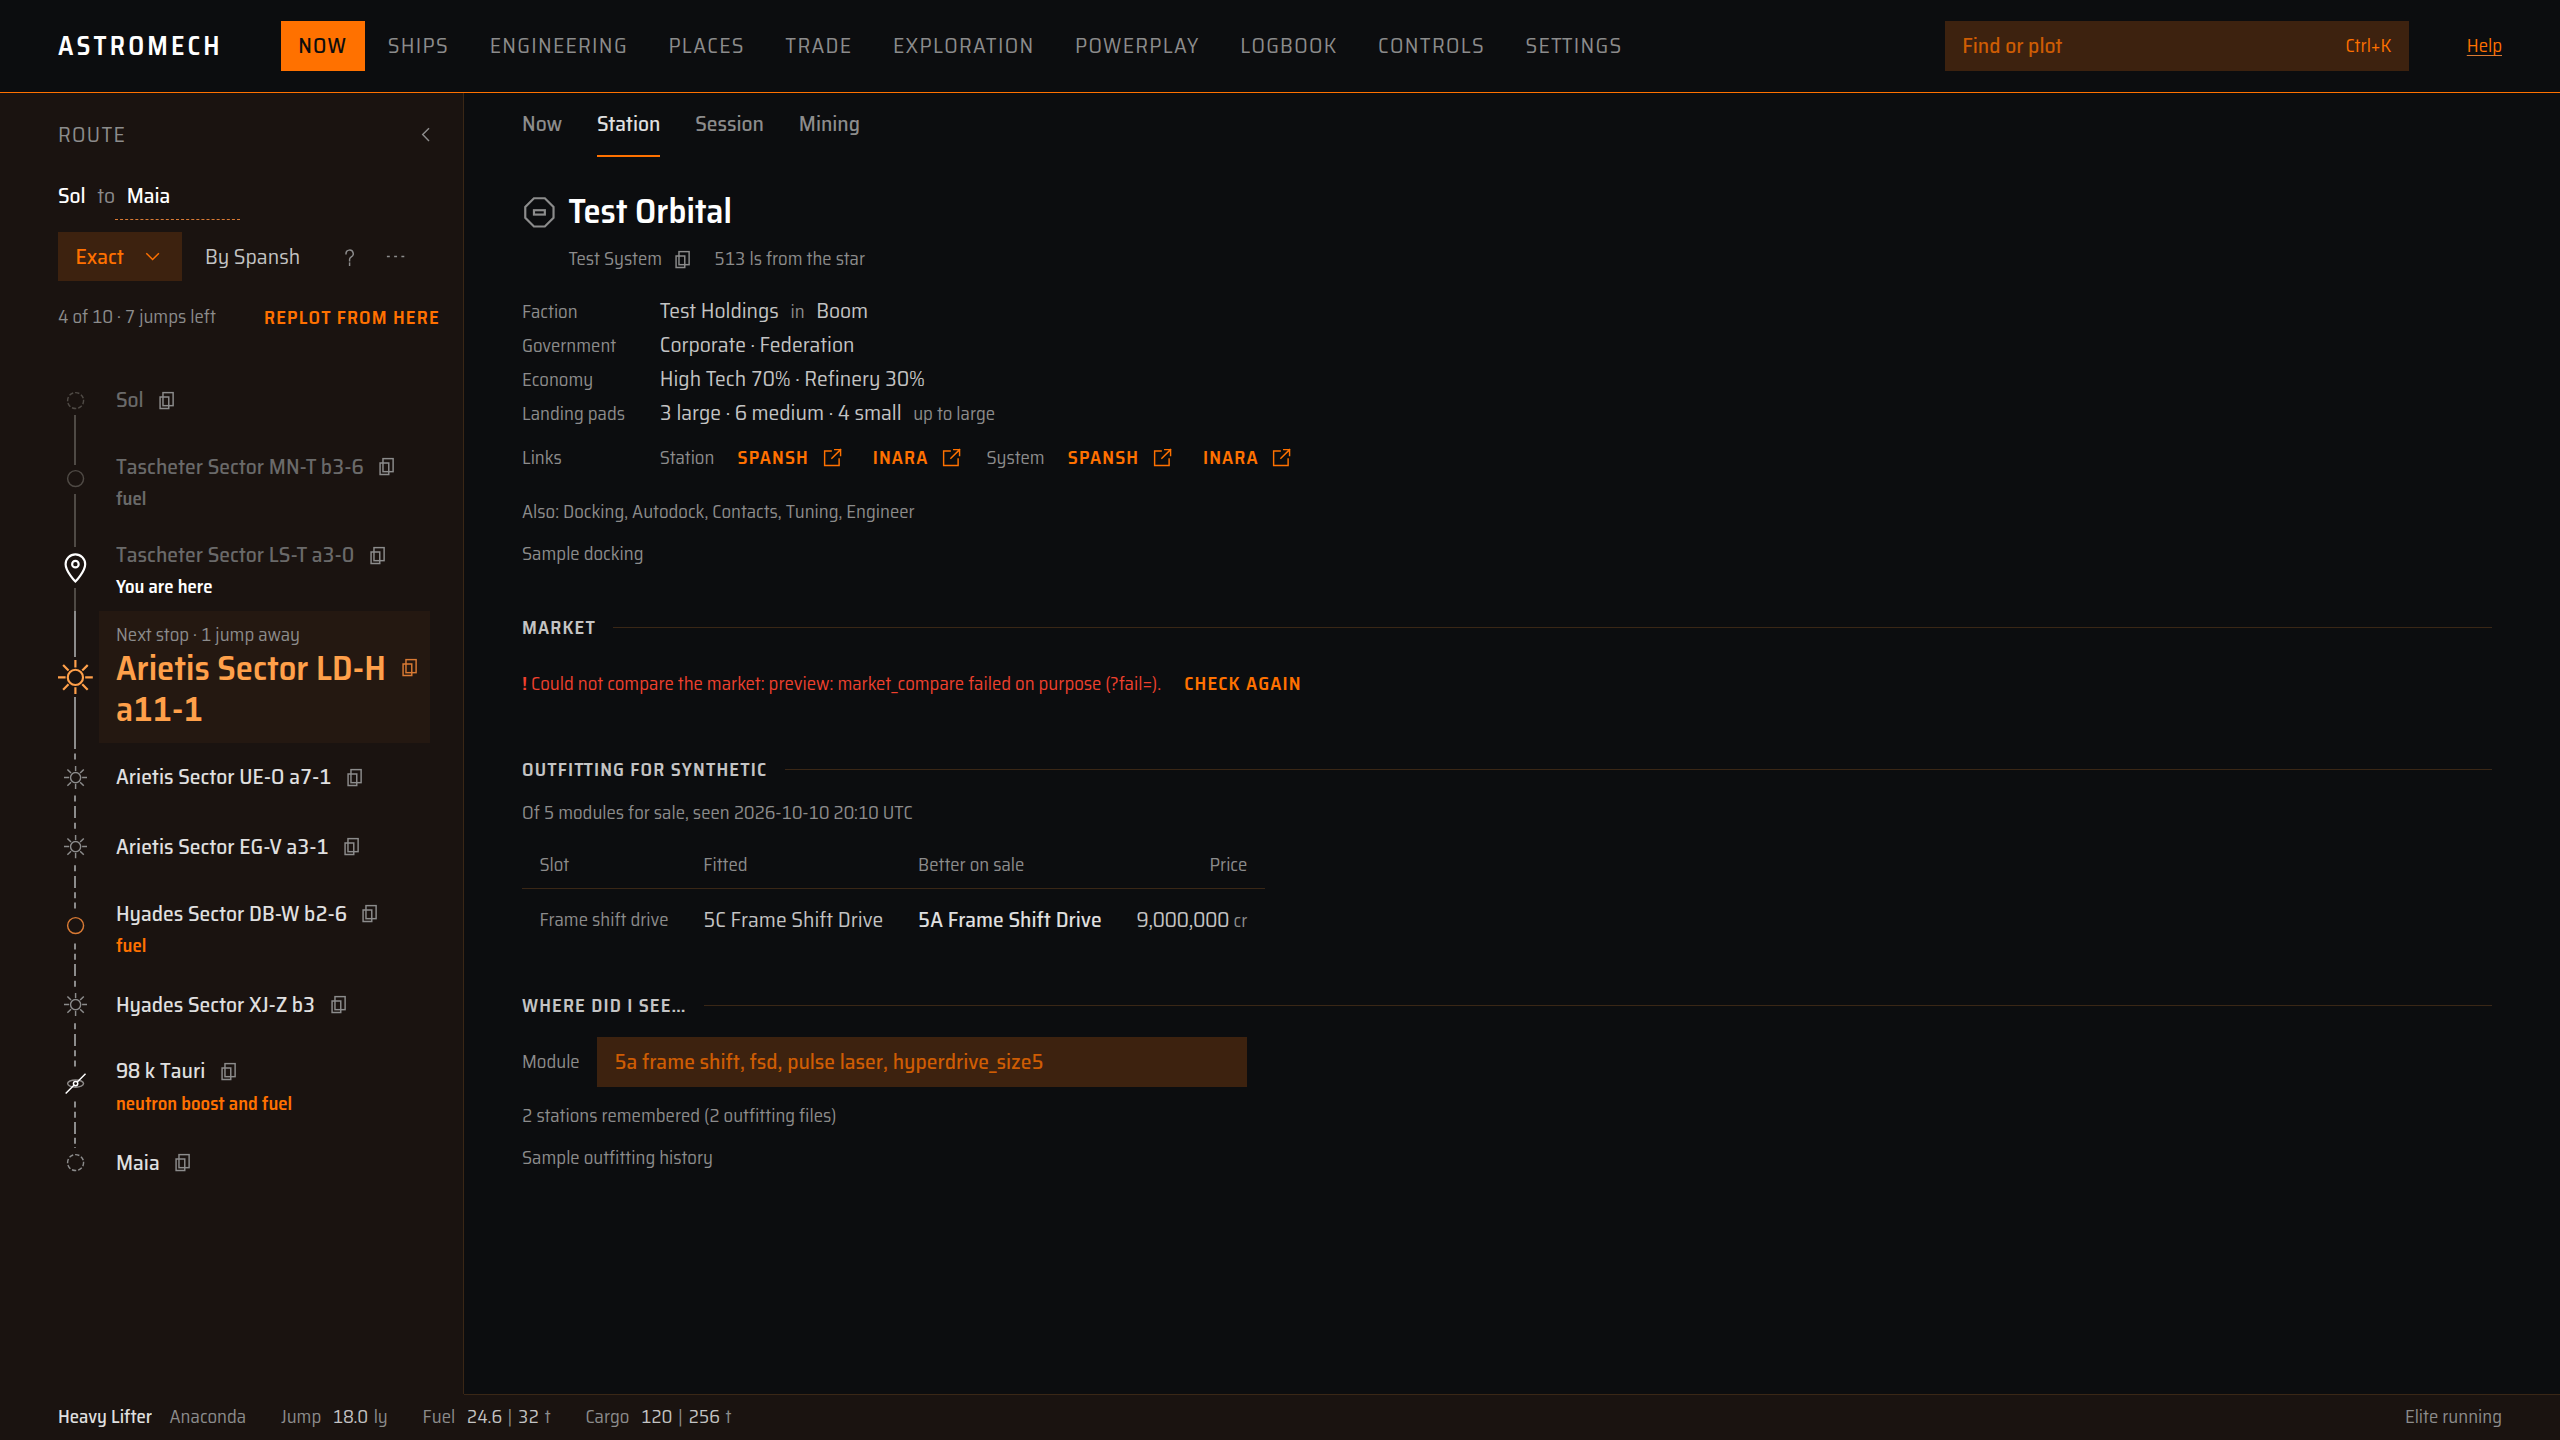 ASTROMECH NOW SHIPS ENGINEERING PLACES TRADE EXPLORATION POWERPLAY LOGBOOK CONTROLS SETTINGS Find or plot Ctrl+K Help
ROUTE
Sol to Maia
Exact By Spansh ? ···
4 of 10 · 7 jumps left REPLOT FROM HERE
Sol
Tascheter Sector MN-T b3-6
fuel
Tascheter Sector LS-T a3-0
You are here
Next stop · 1 jump away
Arietis Sector LD-H
a11-1
Arietis Sector UE-O a7-1
Arietis Sector EG-V a3-1
Hyades Sector DB-W b2-6
fuel
Hyades Sector XJ-Z b3
98 k Tauri
neutron boost and fuel
Maia
Now Station Session Mining
Test Orbital
Test System 513 ls from the star
Faction Test Holdings in Boom
Government Corporate · Federation
Economy High Tech 70% · Refinery 30%
Landing pads 3 large · 6 medium · 4 small up to large
Links Station SPANSH INARA System SPANSH INARA
Also: Docking, Autodock, Contacts, Tuning, Engineer
Sample docking
MARKET
! Could not compare the market: preview: market_compare failed on purpose (?fail=). CHECK AGAIN
OUTFITTING FOR SYNTHETIC
Of 5 modules for sale, seen 2026-10-10 20:10 UTC
Slot Fitted Better on sale Price
Frame shift drive 5C Frame Shift Drive 5A Frame Shift Drive 9,000,000 cr
WHERE DID I SEE...
Module 5a frame shift, fsd, pulse laser, hyperdrive_size5
2 stations remembered (2 outfitting files)
Sample outfitting history
Heavy Lifter Anaconda Jump 18.0 ly Fuel 24.6 | 32 t Cargo 120 | 256 t Elite running